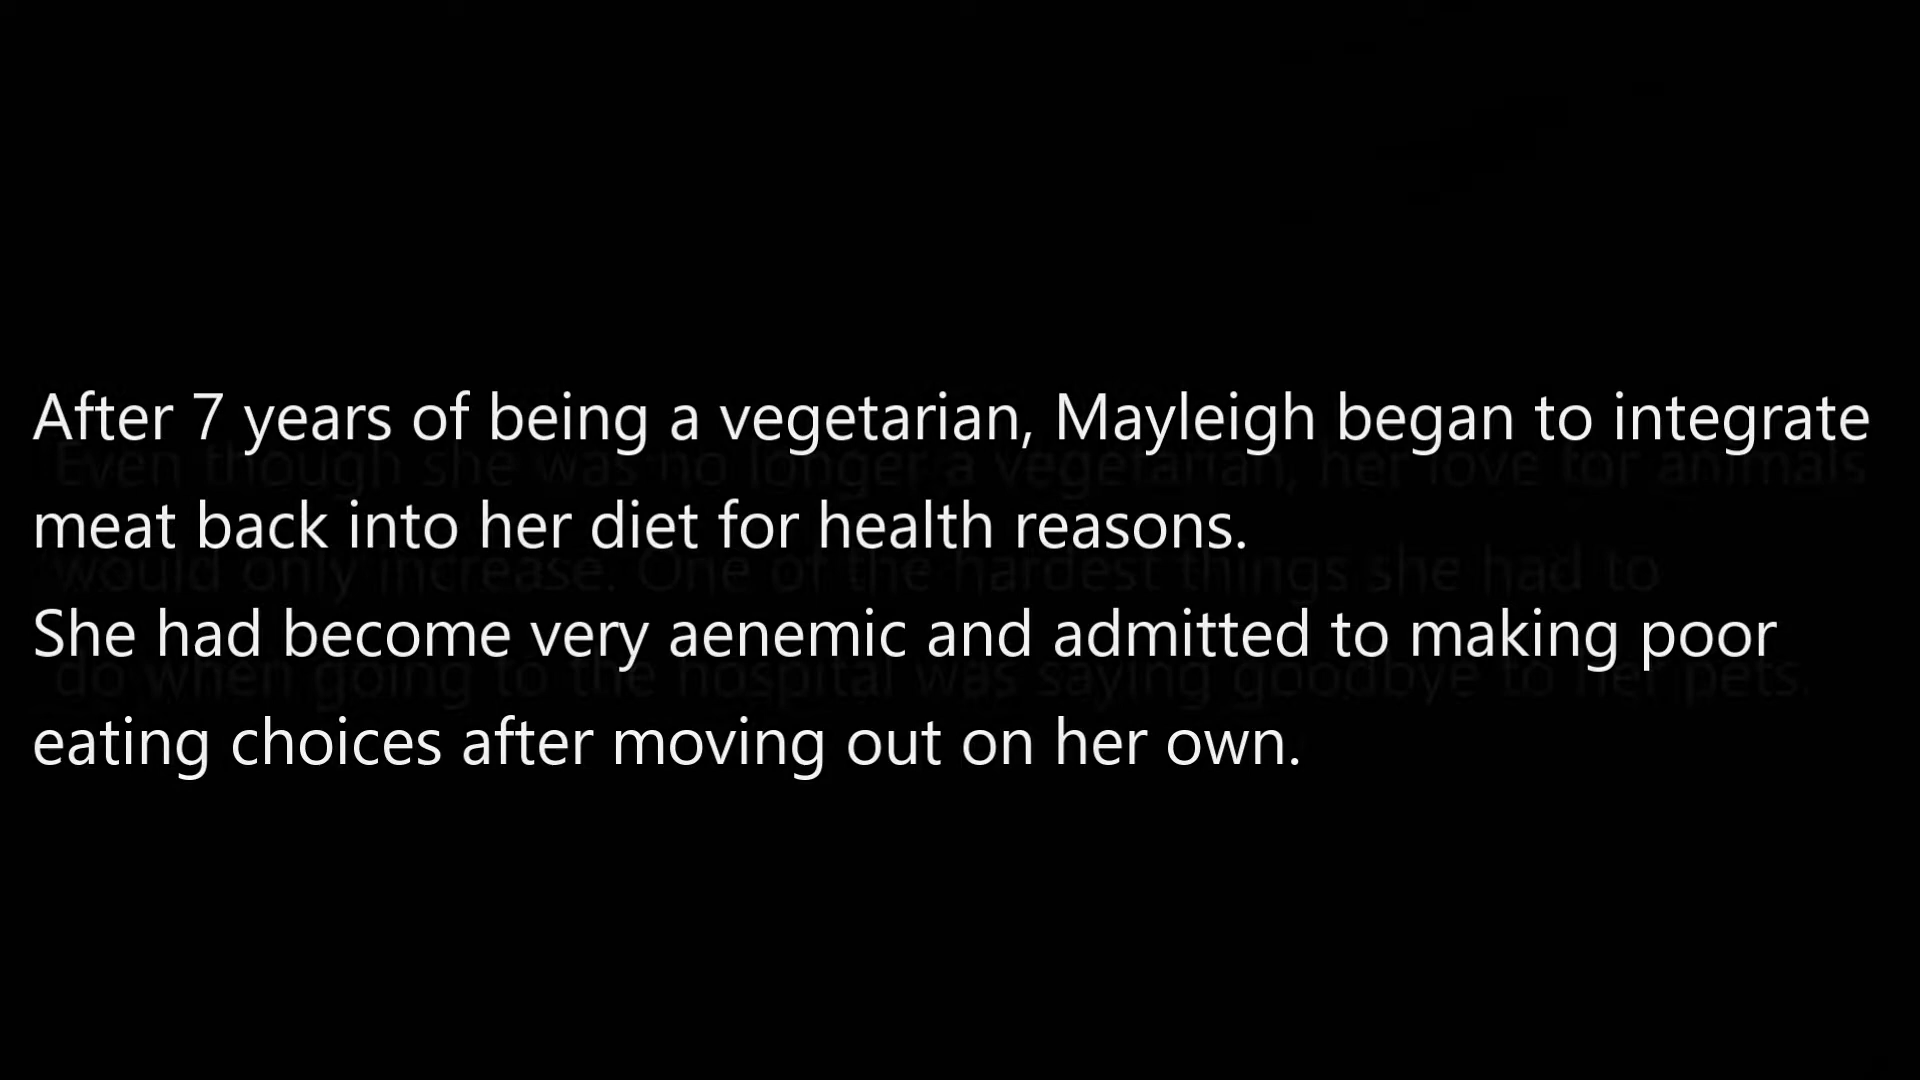 After 7 years of being a vegetarian, Mayleigh began to integrate
meat back into her diet for health reasons.
She had become very aenemic and admitted to making poor
eating choices after moving out on her own.
Even though she was no longer a vegetarian, her love for animals
would only increase. One of the hardest things she had to
do when going to the hospital was saying goodbye to her pets.